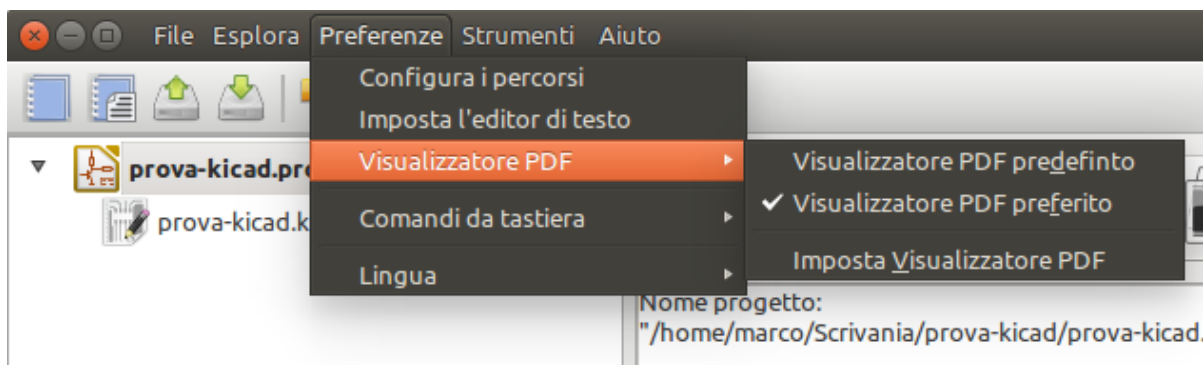 File Esplora Preferenze Strumenti Aiuto
Configura i percorsi
Imposta l'editor di testo
Visualizzatore PDF
Comandi da tastiera
Lingua
Visualizzatore PDF predefinto
Visualizzatore PDF preferito
Imposta Visualizzatore PDF
prova-kicad.pro
prova-kicad.k
Nome progetto:
"/home/marco/Scrivania/prova-kicad/prova-kicad.